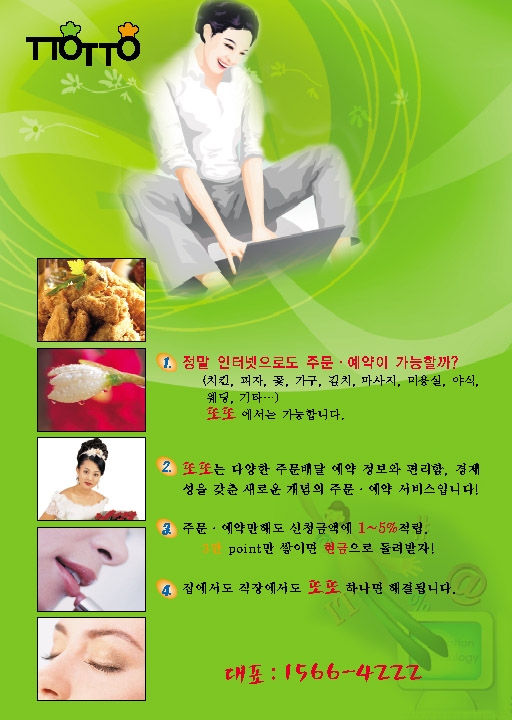 TTOTTO
1. 정말 인터넷으로도 주문·예약이 가능할까?
(치킨, 피자, 꽃, 가구, 김치, 마사지, 미용실, 야식,
웨딩, 기타…)
또또 에서는 가능합니다.
2. 또또는 다양한 주문배달 예약 정보와 편리함, 경제
성을 갖춘 새로운 개념의 주문·예약 서비스입니다!
3. 주문·예약만해도 신청금액에 1~5%적립.
point만 쌓이면 현금으로 돌려받자!
4. 집에서도 직장에서도 또또 하나면 해결됩니다.
@
대표 : 1566-4222